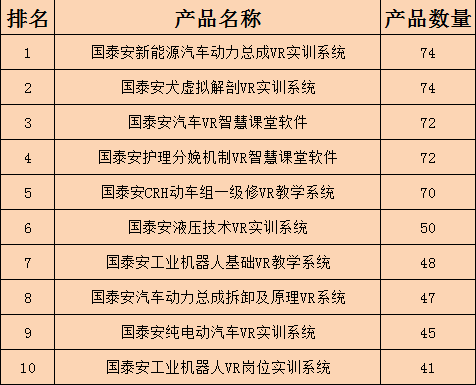 排名 产品名称 产品数量
1 国泰安新能源汽车动力总成VR实训系统 74
2 国泰安犬虚拟解剖VR实训系统 74
3 国泰安汽车VR智慧课堂软件 72
4 国泰安护理分娩机制VR智慧课堂软件 72
5 国泰安CRH动车组一级修VR教学系统 70
6 国泰安液压技术VR实训系统 50
7 国泰安工业机器人基础VR教学系统 48
8 国泰安汽车动力总成拆卸及原理VR系统 47
9 国泰安纯电动汽车VR实训系统 45
10 国泰安工业机器人VR岗位实训系统 41